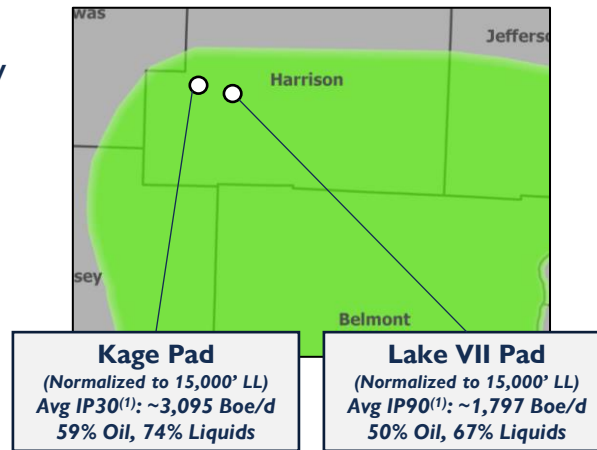 was
Jefferso
y
Harrison
sey
Belmont
Kage Pad
(Normalized to 15,000' LL)
Avg IP30(1): ~3,095 Boe/d
59% Oil, 74% Liquids
Lake VII Pad
(Normalized to 15,000' LL)
Avg IP90(1): ~1,797 Boe/d
50% Oil, 67% Liquids